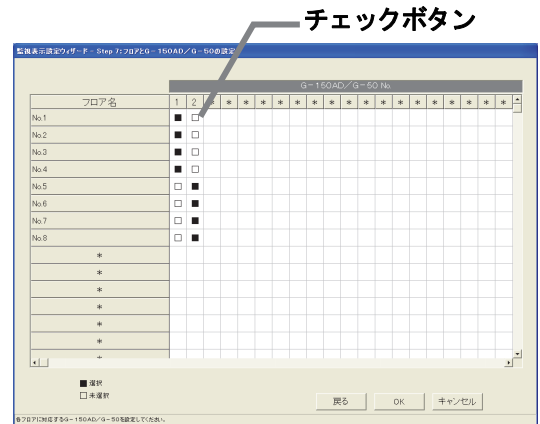 チェックボタン
監視表示設定ウィザード - Step 7:フロアとG-150AD/G-50の設定
G-150AD/G-50 No.
フロア名 1 2 * * * * * * * * * * * * * * * * * *
No.1 ■ □
No.2 ■ □
No.3 ■ □
No.4 ■ □
No.5 □ ■
No.6 □ ■
No.7 □ ■
No.8 □ ■
*
*
*
*
*
*
*
■ 選択
□ 未選択
戻る OK キャンセル
各フロアに対応するG-150AD/G-50を設定してください。